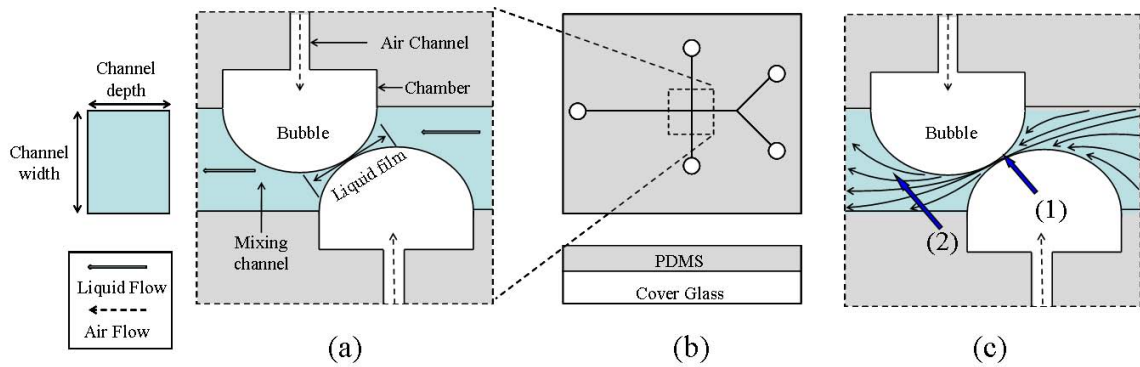 Channel
depth
Channel
width
Liquid Flow
Air Flow
Air Channel
Chamber
Bubble
Liquid film
Mixing
channel
(a)
PDMS
Cover Glass
(b)
Bubble
(1)
(2)
(c)